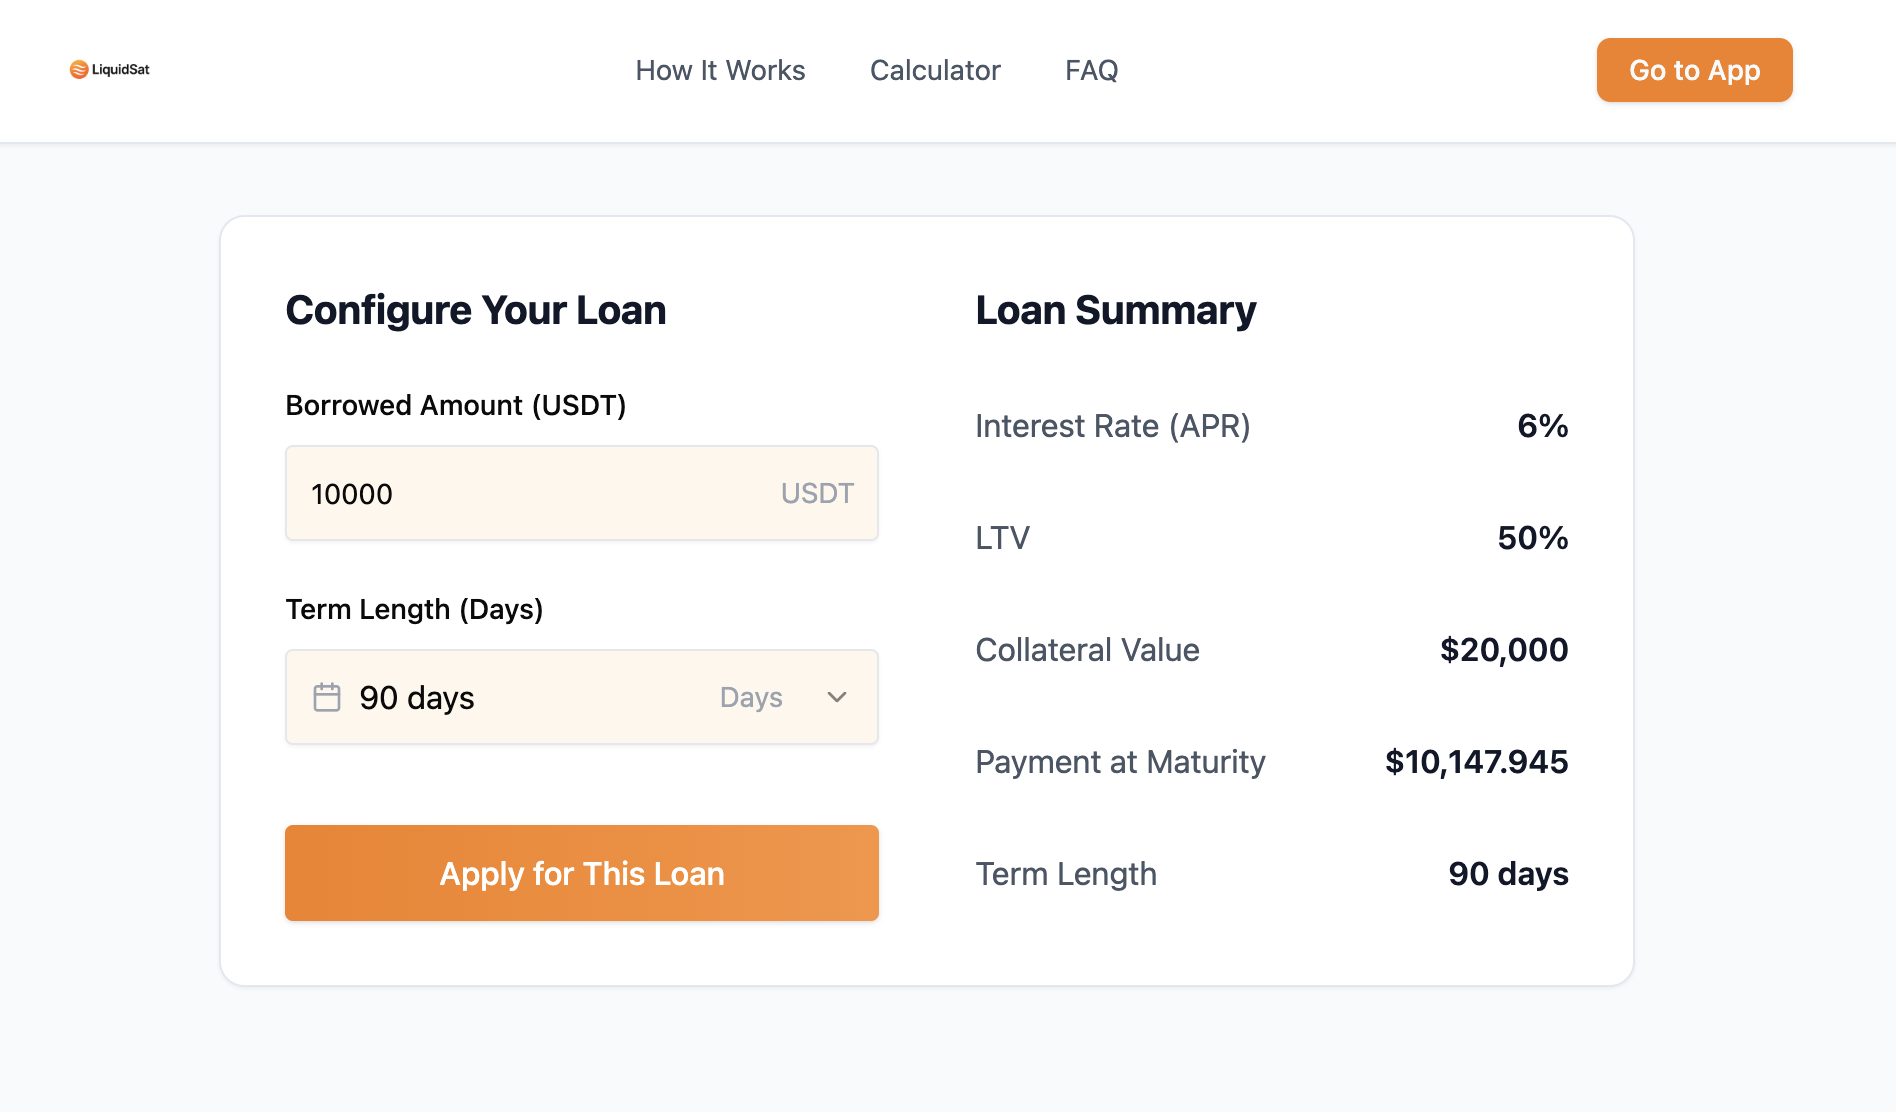 LiquidSat
How It Works
Calculator
FAQ
Go to App
Configure Your Loan
Borrowed Amount (USDT)
10000 USDT
Term Length (Days)
90 days Days
Apply for This Loan
Loan Summary
Interest Rate (APR) 6%
LTV 50%
Collateral Value $20,000
Payment at Maturity $10,147.945
Term Length 90 days